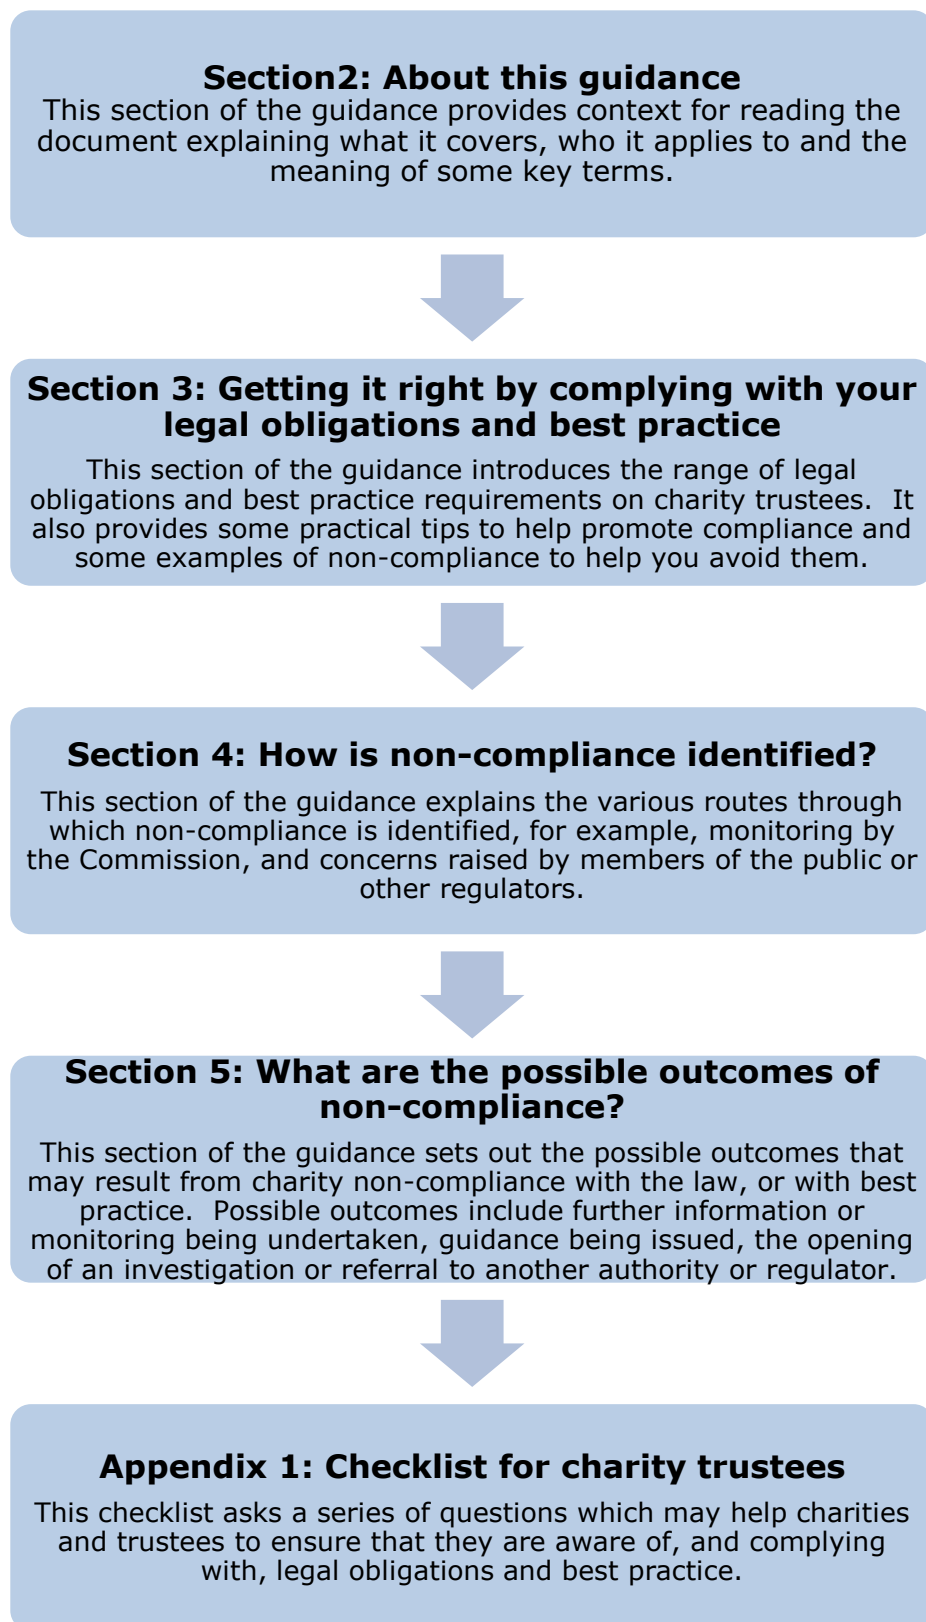 Section2: About this guidance
This section of the guidance provides context for reading the
document explaining what it covers, who it applies to and the
meaning of some key terms.
Section 3: Getting it right by complying with your
legal obligations and best practice
This section of the guidance introduces the range of legal
obligations and best practice requirements on charity trustees.  It
also provides some practical tips to help promote compliance and
some examples of non-compliance to help you avoid them.
Section 4: How is non-compliance identified?
This section of the guidance explains the various routes through
which non-compliance is identified, for example, monitoring by
the Commission, and concerns raised by members of the public or
other regulators.
Section 5: What are the possible outcomes of
non-compliance?
This section of the guidance sets out the possible outcomes that
may result from charity non-compliance with the law, or with best
practice.  Possible outcomes include further information or
monitoring being undertaken, guidance being issued, the opening
of an investigation or referral to another authority or regulator.
Appendix 1: Checklist for charity trustees
This checklist asks a series of questions which may help charities
and trustees to ensure that they are aware of, and complying
with, legal obligations and best practice.